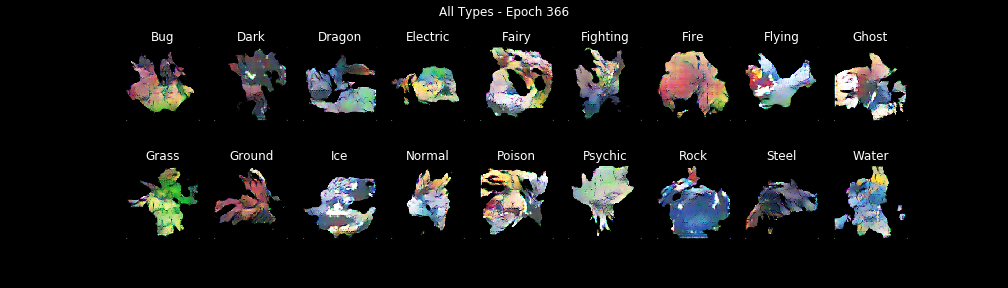 All Types - Epoch 366
Bug Dark Dragon Electric Fairy Fighting Fire Flying Ghost
Grass Ground Ice Normal Poison Psychic Rock Steel Water